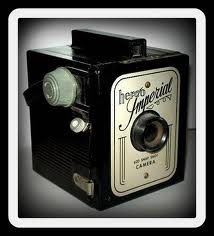 herco
Imperial
620 SNAP SHOT
CAMERA